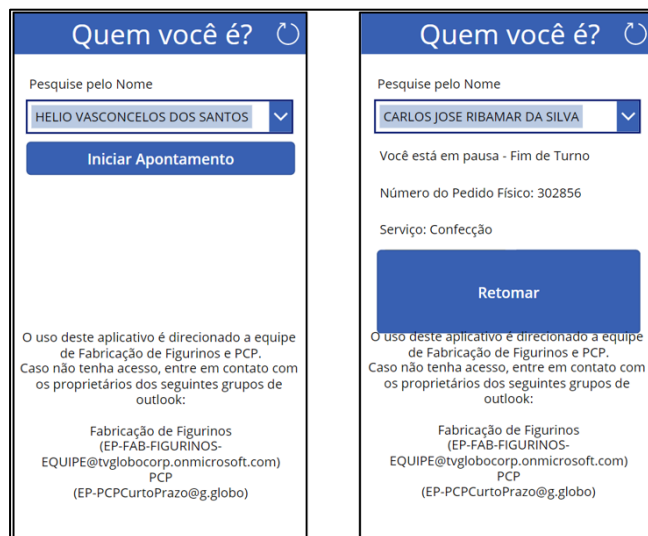 Quem você é?
Pesquise pelo Nome
HELIO VASCONCELOS DOS SANTOS
Iniciar Apontamento
O uso deste aplicativo é direcionado a equipe
de Fabricação de Figurinos e PCP.
Caso não tenha acesso, entre em contato com
os proprietários dos seguintes grupos de
outlook:
Fabricação de Figurinos
(EP-FAB-FIGURINOS-
EQUIPE@tvglobocorp.onmicrosoft.com)
PCP
(EP-PCPCurtoPrazo@g.globo)
Quem você é?
Pesquise pelo Nome
CARLOS JOSE RIBAMAR DA SILVA
Você está em pausa - Fim de Turno
Número do Pedido Físico: 302856
Serviço: Confecção
Retomar
O uso deste aplicativo é direcionado a equipe
de Fabricação de Figurinos e PCP.
Caso não tenha acesso, entre em contato com
os proprietários dos seguintes grupos de
outlook:
Fabricação de Figurinos
(EP-FAB-FIGURINOS-
EQUIPE@tvglobocorp.onmicrosoft.com)
PCP
(EP-PCPCurtoPrazo@g.globo)